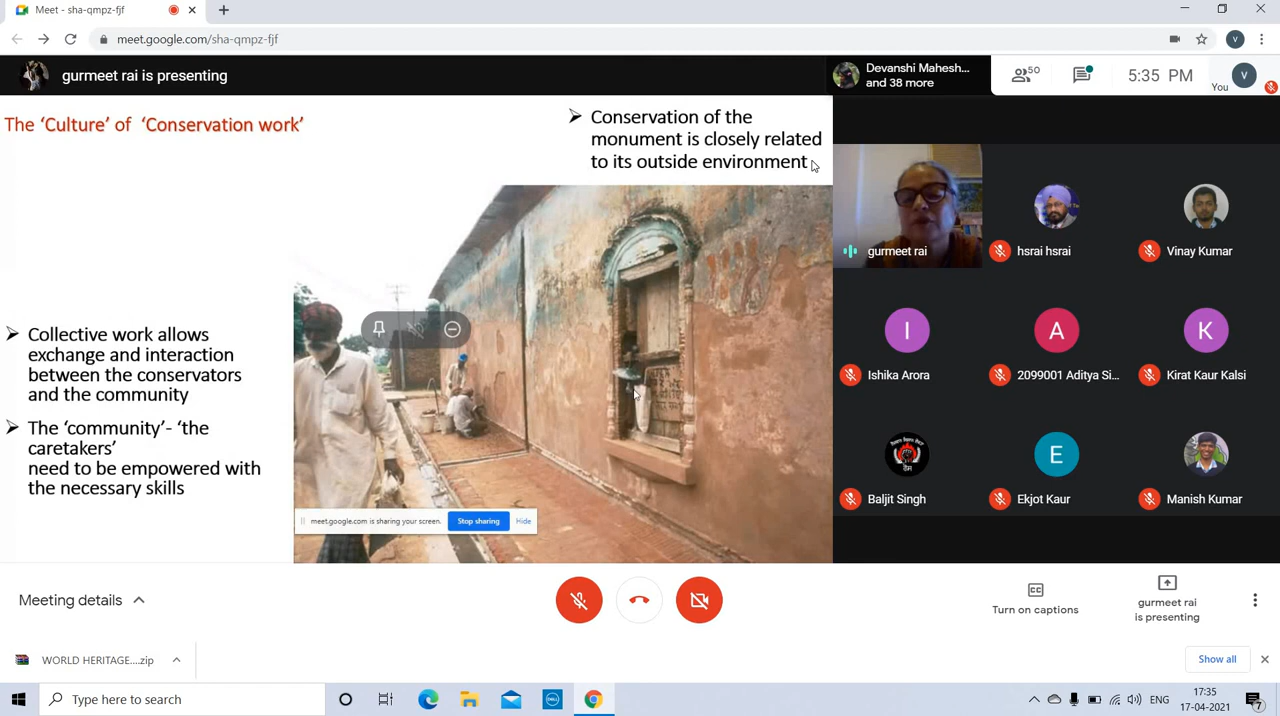 Meet - sha-qmpz-fjf
meet.google.com/sha-qmpz-fjf
V
gurmeet rai is presenting
Devanshi Mahesh...
and 38 more
50
5:35 PM
You
V
The ‘Culture’ of ‘Conservation work’
Conservation of the
monument is closely related
to its outside environment
Collective work allows
exchange and interaction
between the conservators
and the community
The ‘community’- ‘the
caretakers’
need to be empowered with
the necessary skills
meet.google.com is sharing your screen.
Stop sharing
Hide
gurmeet rai
hsrai hsrai
Vinay Kumar
I
A
K
Ishika Arora
2099001 Aditya Si...
Kirat Kaur Kalsi
E
Baljit Singh
Ekjot Kaur
Manish Kumar
Meeting details
CC
Turn on captions
gurmeet rai
is presenting
WORLD HERITAGE....zip
Show all
Type here to search
DELL
ENG
17:35
17-04-2021
7